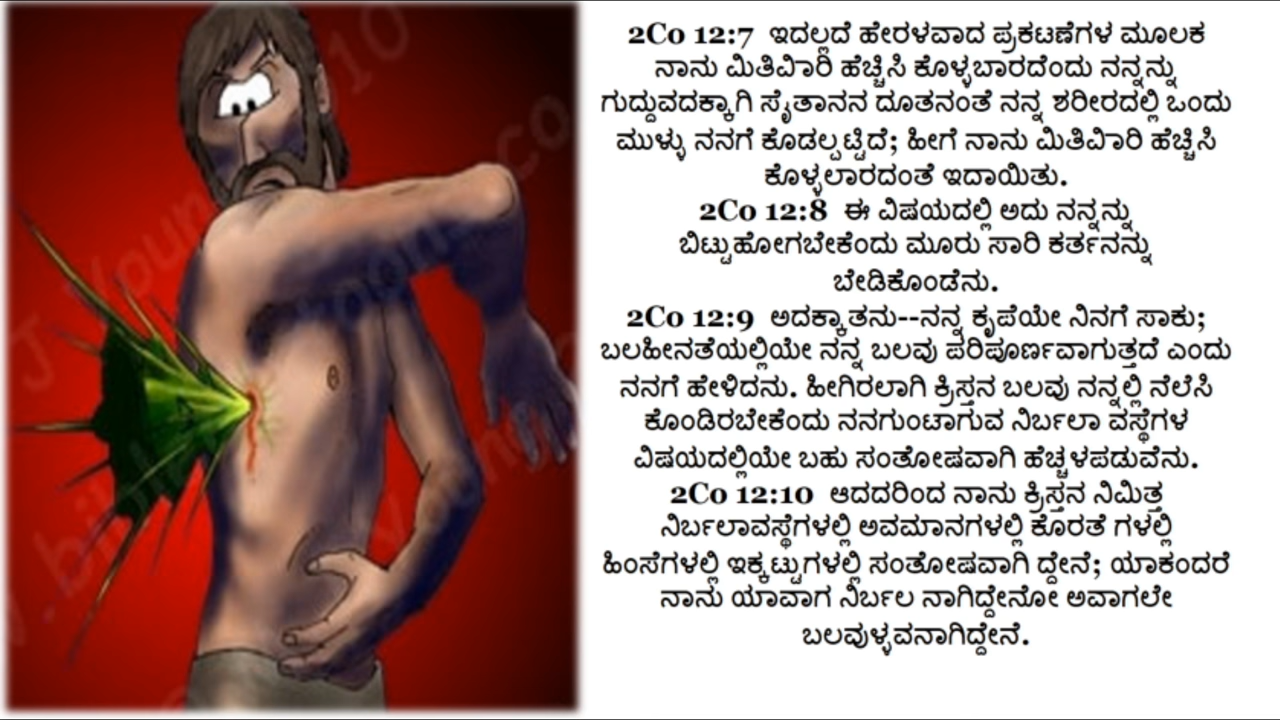 2Co 12:7 ಇದಲ್ಲದೆ ಹೇರಳವಾದ ಪ್ರಕಟಣೆಗಳ ಮೂಲಕ
ನಾನು ಮಿತಿವಿಾರಿ ಹೆಚ್ಚಿಸಿ ಕೊಳ್ಳಬಾರದೆಂದು ನನ್ನನ್ನು
ಗುದ್ದುವದಕ್ಕಾಗಿ ಸೈತಾನನ ದೂತನಂತೆ ನನ್ನ ಶರೀರದಲ್ಲಿ ಒಂದು
ಮುಳ್ಳು ನನಗೆ ಕೊಡಲ್ಪಟ್ಟಿದೆ; ಹೀಗೆ ನಾನು ಮಿತಿವಿಾರಿ ಹೆಚ್ಚಿಸಿ
ಕೊಳ್ಳಲಾರದಂತೆ ಇದಾಯಿತು.
2Co 12:8 ಈ ವಿಷಯದಲ್ಲಿ ಅದು ನನ್ನನ್ನು
ಬಿಟ್ಟುಹೋಗಬೇಕೆಂದು ಮೂರು ಸಾರಿ ಕರ್ತನನ್ನು
ಬೇಡಿಕೊಂಡೆನು.
2Co 12:9 ಅದಕ್ಕಾತನು--ನನ್ನ ಕೃಪೆಯೇ ನಿನಗೆ ಸಾಕು;
ಬಲಹೀನತೆಯಲ್ಲಿಯೇ ನನ್ನ ಬಲವು ಪರಿಪೂರ್ಣವಾಗುತ್ತದೆ ಎಂದು
ನನಗೆ ಹೇಳಿದನು. ಹೀಗಿರಲಾಗಿ ಕ್ರಿಸ್ತನ ಬಲವು ನನ್ನಲ್ಲಿ ನೆಲೆಸಿ
ಕೊಂಡಿರಬೇಕೆಂದು ನನಗುಂಟಾಗುವ ನಿರ್ಬಲಾ ವಸ್ಥೆಗಳ
ವಿಷಯದಲ್ಲಿಯೇ ಬಹು ಸಂತೋಷವಾಗಿ ಹೆಚ್ಚಳಪಡುವೆನು.
2Co 12:10 ಆದದರಿಂದ ನಾನು ಕ್ರಿಸ್ತನ ನಿಮಿತ್ತ
ನಿರ್ಬಲಾವಸ್ಥೆಗಳಲ್ಲಿ ಅವಮಾನಗಳಲ್ಲಿ ಕೊರತೆ ಗಳಲ್ಲಿ
ಹಿಂಸೆಗಳಲ್ಲಿ ಇಕ್ಕಟ್ಟುಗಳಲ್ಲಿ ಸಂತೋಷವಾಗಿ ದ್ದೇನೆ; ಯಾಕಂದರೆ
ನಾನು ಯಾವಾಗ ನಿರ್ಬಲ ನಾಗಿದ್ದೇನೋ ಅವಾಗಲೇ
ಬಲವುಳ್ಳವನಾಗಿದ್ದೇನೆ.